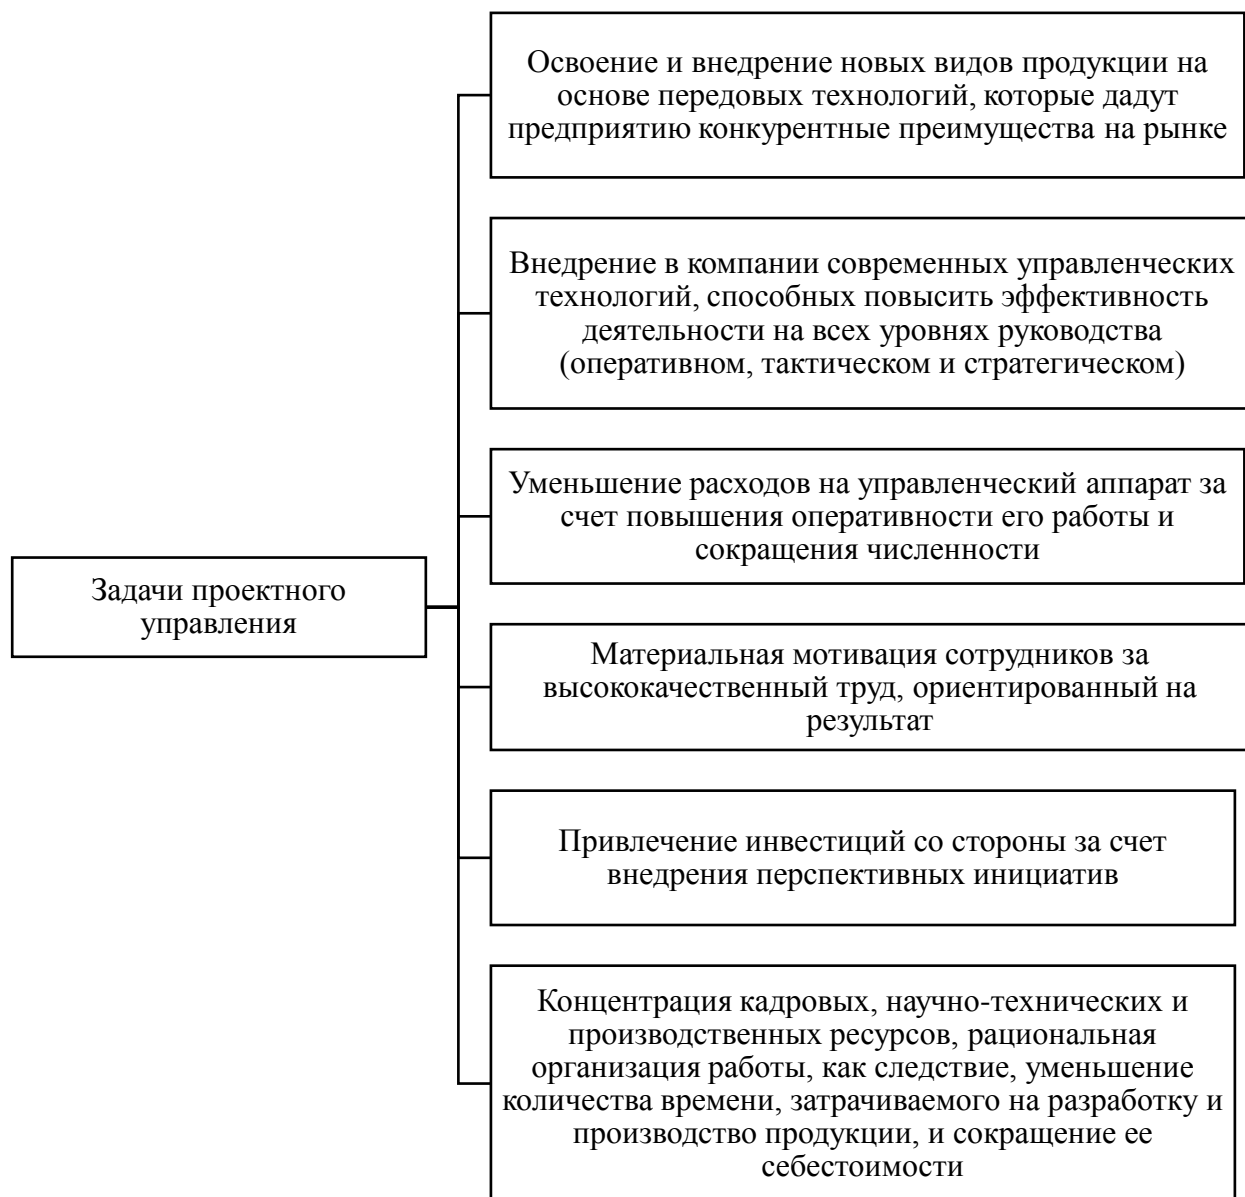 Освоение и внедрение новых видов продукции на
основе передовых технологий, которые дадут
предприятию конкурентные преимущества на рынке
Внедрение в компании современных управленческих
технологий, способных повысить эффективность
деятельности на всех уровнях руководства
(оперативном, тактическом и стратегическом)
Уменьшение расходов на управленческий аппарат за
счет повышения оперативности его работы и
сокращения численности
Задачи проектного
управления
Материальная мотивация сотрудников за
высококачественный труд, ориентированный на
результат
Привлечение инвестиций со стороны за счет
внедрения перспективных инициатив
Концентрация кадровых, научно-технических и
производственных ресурсов, рациональная
организация работы, как следствие, уменьшение
количества времени, затрачиваемого на разработку и
производство продукции, и сокращение ее
себестоимости